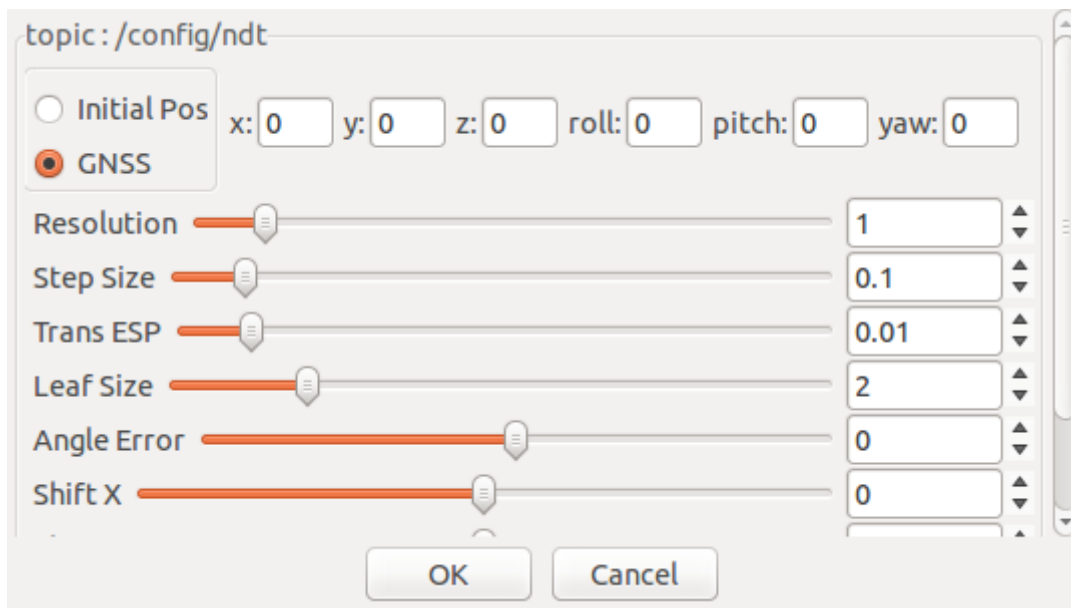 topic : /config/ndt
Initial Pos
GNSS
x: 0 y: 0 z: 0 roll: 0 pitch: 0 yaw: 0
Resolution 1
Step Size 0.1
Trans ESP 0.01
Leaf Size 2
Angle Error 0
Shift X 0
OK Cancel